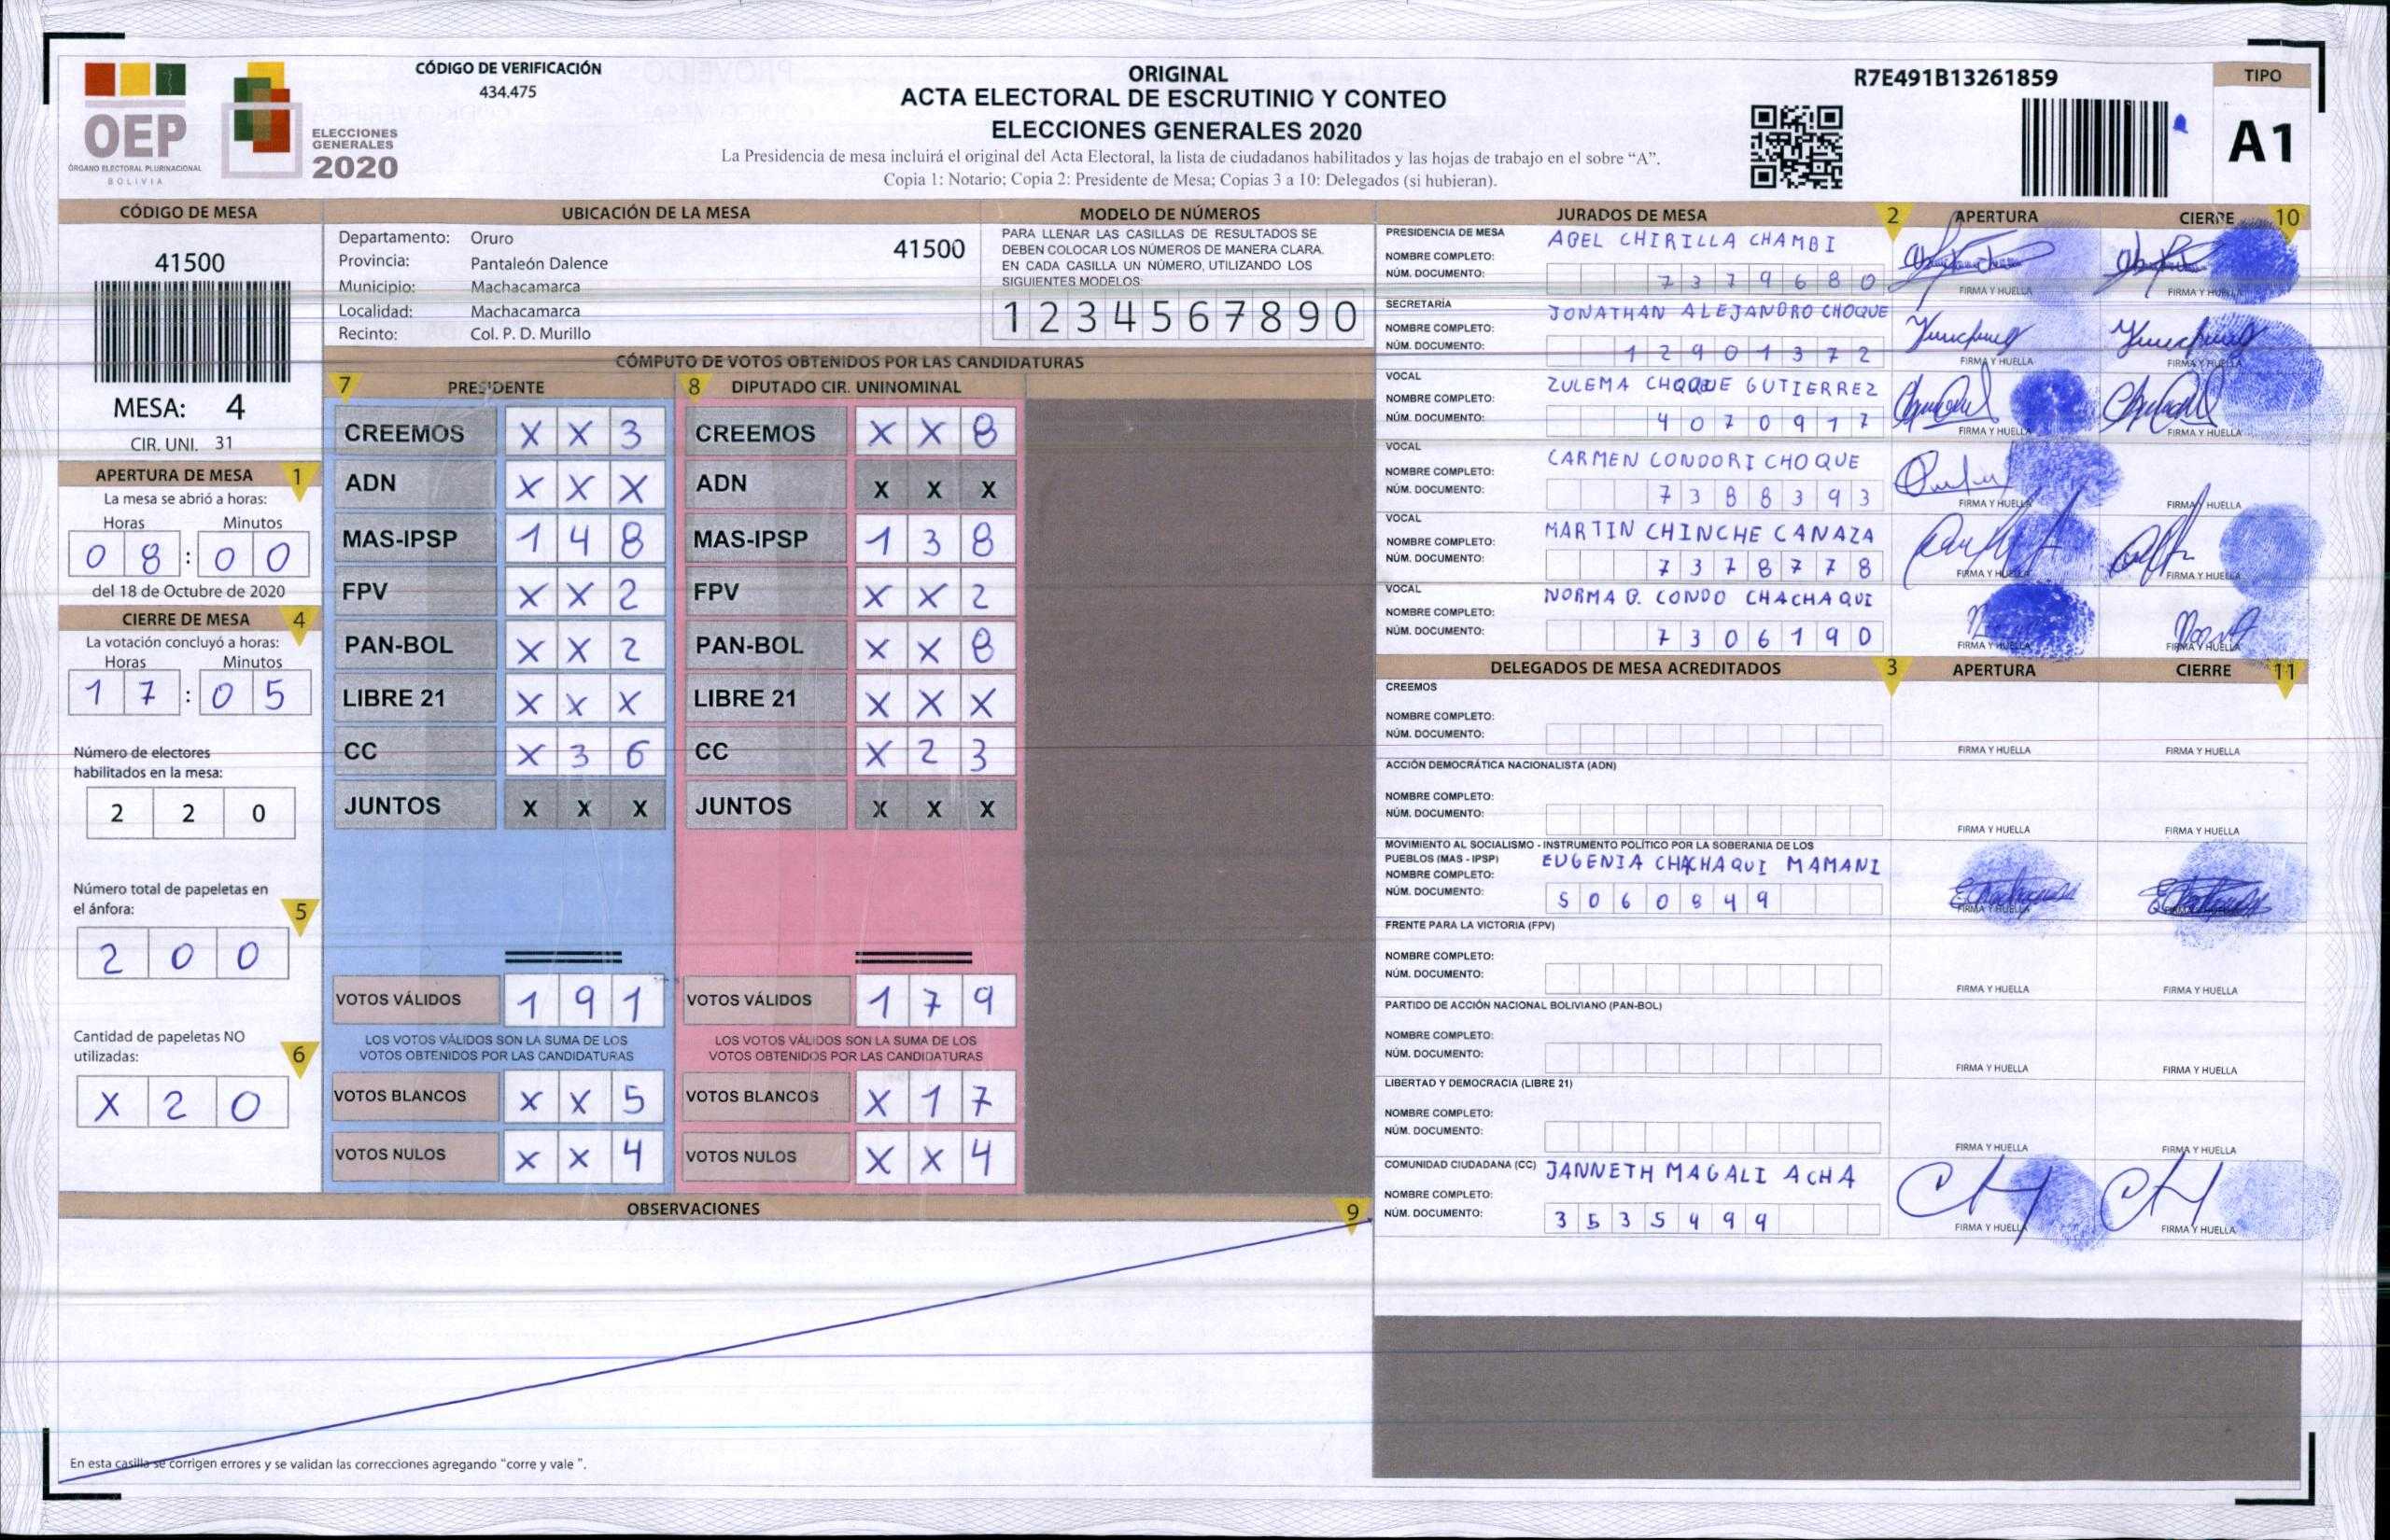 OEP
ÓRGANO ELECTORAL PLURINACIONAL
BOLIVIA
ELECCIONES
GENERALES
2020
CÓDIGO DE VERIFICACIÓN
434.475
ORIGINAL
ACTA ELECTORAL DE ESCRUTINIO Y CONTEO
ELECCIONES GENERALES 2020
La Presidencia de mesa incluirá el original del Acta Electoral, la lista de ciudadanos habilitados y las hojas de trabajo en el sobre “A”.
Copia 1: Notario; Copia 2: Presidente de Mesa; Copias 3 a 10: Delegados (si hubieran).
R7E491B13261859
TIPO
A1
CÓDIGO DE MESA
41500
MESA: 4
CIR. UNI. 31
APERTURA DE MESA 1
La mesa se abrió a horas:
Horas Minutos
0 8 : 0 0
del 18 de Octubre de 2020
CIERRE DE MESA 4
La votación concluyó a horas:
Horas Minutos
1 7 : 0 5
Número de electores
habilitados en la mesa:
2 2 0
Número total de papeletas en
el ánfora: 5
2 0 0
Cantidad de papeletas NO
utilizadas: 6
X 2 0
UBICACIÓN DE LA MESA
Departamento: Oruro 41500
Provincia: Pantaleón Dalence
Municipio: Machacamarca
Localidad: Machacamarca
Recinto: Col. P. D. Murillo
MODELO DE NÚMEROS
PARA LLENAR LAS CASILLAS DE RESULTADOS SE
DEBEN COLOCAR LOS NÚMEROS DE MANERA CLARA.
EN CADA CASILLA UN NÚMERO, UTILIZANDO LOS
SIGUIENTES MODELOS:
1 2 3 4 5 6 7 8 9 0
CÓMPUTO DE VOTOS OBTENIDOS POR LAS CANDIDATURAS
7 PRESIDENTE 8 DIPUTADO CIR. UNINOMINAL
CREEMOS X X 3 CREEMOS X X 8
ADN X X X ADN X X X
MAS-IPSP 1 4 8 MAS-IPSP 1 3 8
FPV X X 2 FPV X X 2
PAN-BOL X X 2 PAN-BOL X X 8
LIBRE 21 X X X LIBRE 21 X X X
CC X 3 6 CC X 2 3
JUNTOS X X X JUNTOS X X X
VOTOS VÁLIDOS 1 9 1 VOTOS VÁLIDOS 1 7 9
LOS VOTOS VÁLIDOS SON LA SUMA DE LOS LOS VOTOS VÁLIDOS SON LA SUMA DE LOS
VOTOS OBTENIDOS POR LAS CANDIDATURAS VOTOS OBTENIDOS POR LAS CANDIDATURAS
VOTOS BLANCOS X X 5 VOTOS BLANCOS X 1 7
VOTOS NULOS X X 4 VOTOS NULOS X X 4
OBSERVACIONES 9
En esta casilla se corrigen errores y se validan las correcciones agregando “corre y vale ”.
JURADOS DE MESA 2 APERTURA CIERRE 10
PRESIDENCIA DE MESA ABEL CHIRILLA CHAMBI
NOMBRE COMPLETO:
NÚM. DOCUMENTO: 7 3 7 9 6 8 0 FIRMA Y HUELLA FIRMA Y HUELLA
SECRETARÍA JONATHAN ALEJANDRO CHOQUE
NOMBRE COMPLETO:
NÚM. DOCUMENTO: 1 2 9 0 1 3 7 2 FIRMA Y HUELLA FIRMA Y HUELLA
VOCAL ZULEMA CHOQUE GUTIERREZ
NOMBRE COMPLETO:
NÚM. DOCUMENTO: 4 0 7 0 9 1 7 FIRMA Y HUELLA FIRMA Y HUELLA
VOCAL CARMEN CONDORI CHOQUE
NOMBRE COMPLETO:
NÚM. DOCUMENTO: 7 3 8 8 3 9 3 FIRMA Y HUELLA FIRMA Y HUELLA
VOCAL MARTIN CHINCHE CANAZA
NOMBRE COMPLETO:
NÚM. DOCUMENTO: 7 3 7 8 7 7 8 FIRMA Y HUELLA FIRMA Y HUELLA
VOCAL NORMA G. CONDO CHACHAQUI
NOMBRE COMPLETO:
NÚM. DOCUMENTO: 7 3 0 6 1 9 0 FIRMA Y HUELLA FIRMA Y HUELLA
DELEGADOS DE MESA ACREDITADOS 3 APERTURA CIERRE 11
CREEMOS
NOMBRE COMPLETO:
NÚM. DOCUMENTO: FIRMA Y HUELLA FIRMA Y HUELLA
ACCIÓN DEMOCRÁTICA NACIONALISTA (ADN)
NOMBRE COMPLETO:
NÚM. DOCUMENTO: FIRMA Y HUELLA FIRMA Y HUELLA
MOVIMIENTO AL SOCIALISMO - INSTRUMENTO POLÍTICO POR LA SOBERANIA DE LOS
PUEBLOS (MAS - IPSP) EUGENIA CHACHAQUI MAMANI
NOMBRE COMPLETO:
NÚM. DOCUMENTO: 5 0 6 0 8 4 9 FIRMA Y HUELLA FIRMA Y HUELLA
FRENTE PARA LA VICTORIA (FPV)
NOMBRE COMPLETO:
NÚM. DOCUMENTO: FIRMA Y HUELLA FIRMA Y HUELLA
PARTIDO DE ACCIÓN NACIONAL BOLIVIANO (PAN-BOL)
NOMBRE COMPLETO:
NÚM. DOCUMENTO: FIRMA Y HUELLA FIRMA Y HUELLA
LIBERTAD Y DEMOCRACIA (LIBRE 21)
NOMBRE COMPLETO:
NÚM. DOCUMENTO: FIRMA Y HUELLA FIRMA Y HUELLA
COMUNIDAD CIUDADANA (CC) JANNETH MAGALI ACHA
NOMBRE COMPLETO:
NÚM. DOCUMENTO: 3 5 3 5 4 9 9 FIRMA Y HUELLA FIRMA Y HUELLA